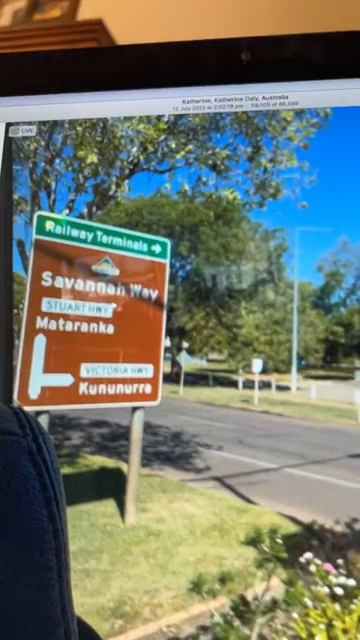 Katherine, Katherine Daly, Australia
LIVE
Railway Terminals
Savannah Way
STUART HWY
Mataranka
VICTORIA HWY
Kununurra